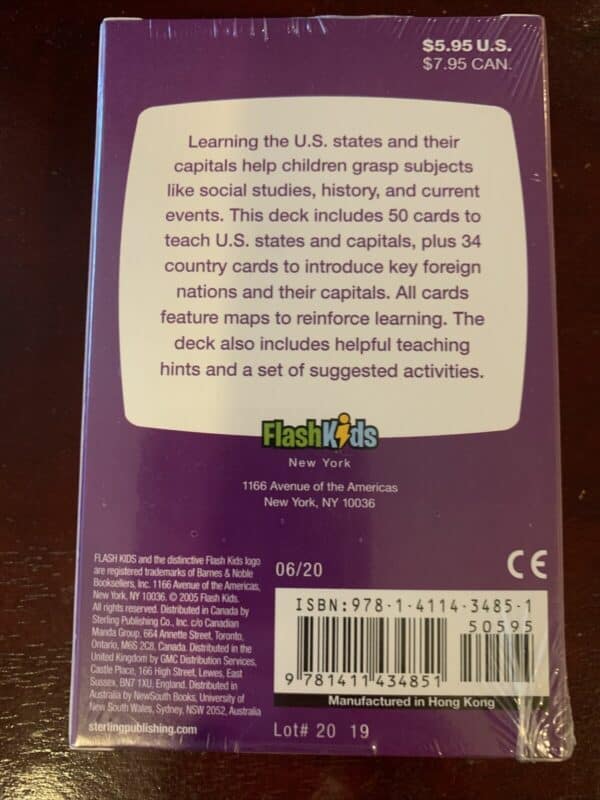 $5.95 U.S.
$7.95 CAN.
Learning the U.S. states and their
capitals help children grasp subjects
like social studies, history, and current
events. This deck includes 50 cards to
teach U.S. states and capitals, plus 34
country cards to introduce key foreign
nations and their capitals. All cards
feature maps to reinforce learning. The
deck also includes helpful teaching
hints and a set of suggested activities.
FlashKids
New York
1166 Avenue of the Americas
New York, NY 10036
FLASH KIDS and the distinctive Flash Kids logo
are registered trademarks of Barnes & Noble
Booksellers, Inc. 1166 Avenue of the Americas,
New York, NY 10036. © 2005 Flash Kids.
All rights reserved. Distributed in Canada by
Sterling Publishing Co., Inc. c/o Canadian
Manda Group, 664 Annette Street, Toronto,
Ontario, M6S 2C8, Canada. Distributed in the
United Kingdom by GMC Distribution Services,
Castle Place, 166 High Street, Lewes, East
Sussex, BN7 1XU, England. Distributed in
Australia by NewSouth Books, University of
New South Wales, Sydney, NSW 2052, Australia
sterlingpublishing.com
06/20
CE
ISBN:978-1-4114-3485-1
50595
9 781411 434851
Manufactured in Hong Kong
Lot# 20 19